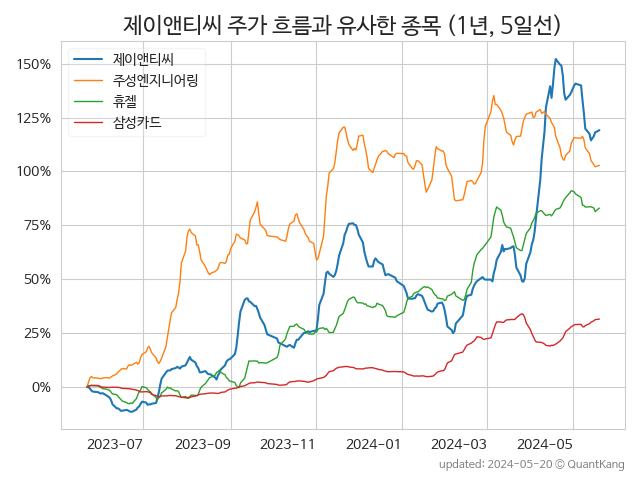 제이앤티씨 주가 흐름과 유사한 종목 (1년, 5일선)
제이앤티씨
주성엔지니어링
휴젤
삼성카드
150%
125%
100%
75%
50%
25%
0%
2023-07 2023-09 2023-11 2024-01 2024-03 2024-05
updated: 2024-05-20 © QuantKang